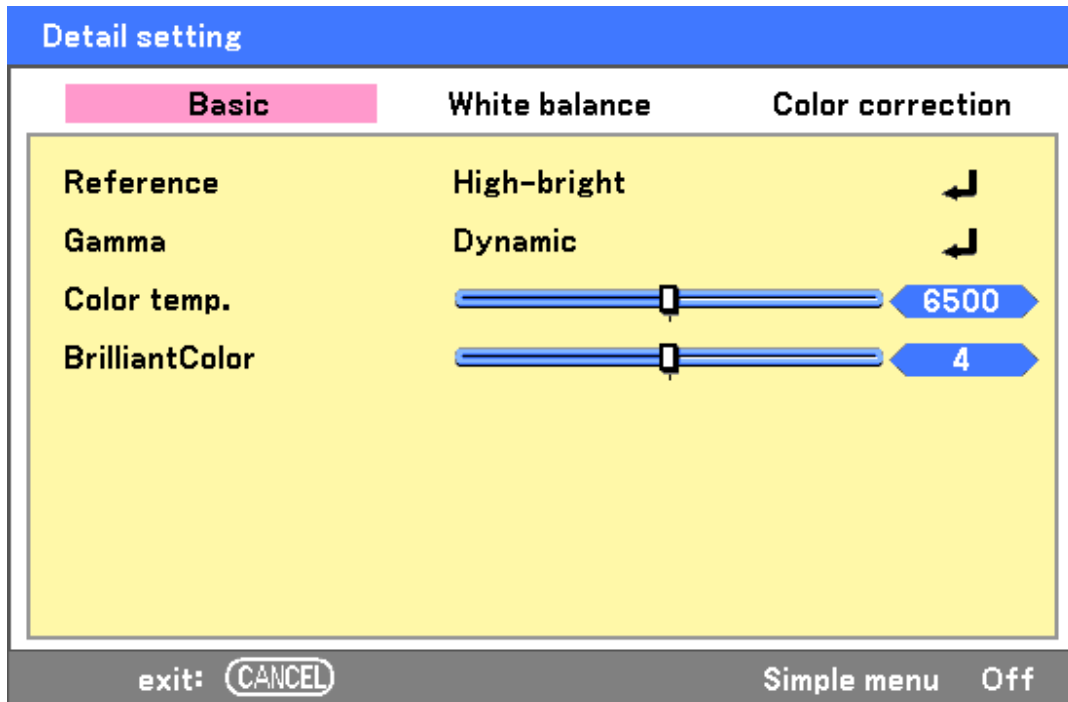 Detail setting
Basic White balance Color correction
Reference High-bright
Gamma Dynamic
Color temp. 6500
BrilliantColor 4
exit: CANCEL Simple menu Off